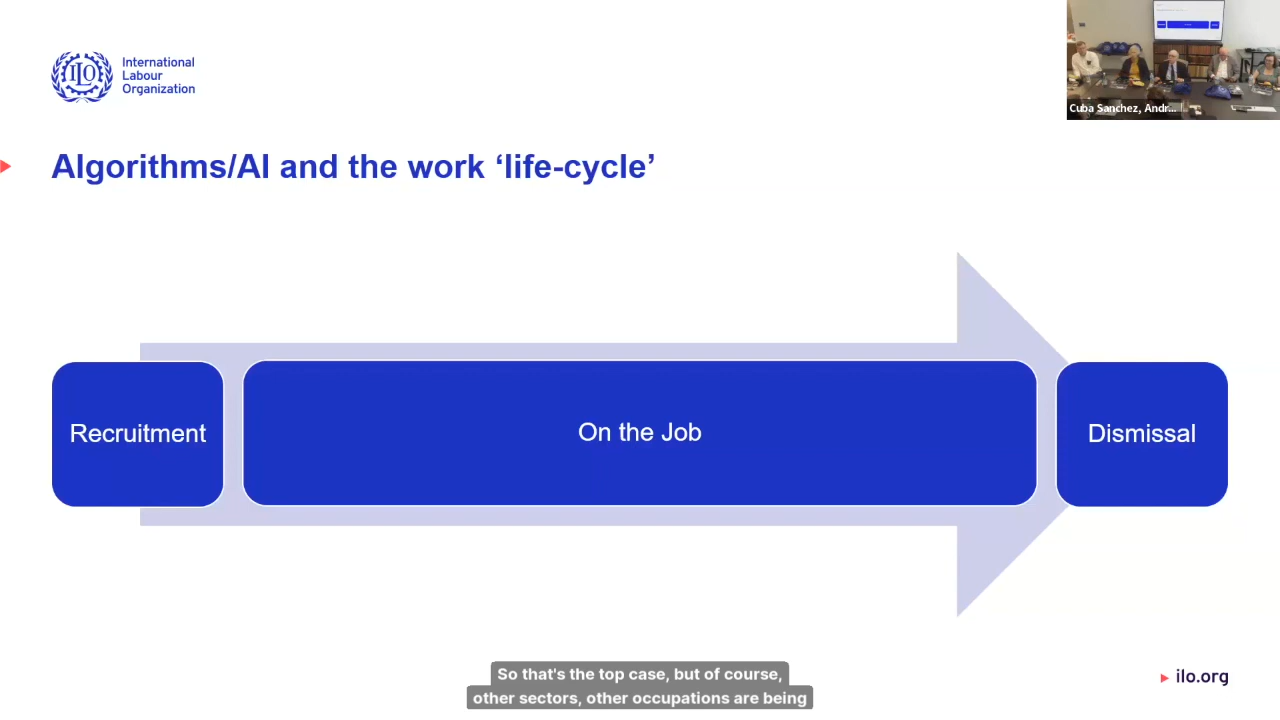 International
Labour
Organization
ILO
Cuba Sanchez, Andr...
Algorithms/AI and the work ‘life-cycle’
Recruitment
On the Job
Dismissal
So that's the top case, but of course,
other sectors, other occupations are being
ilo.org